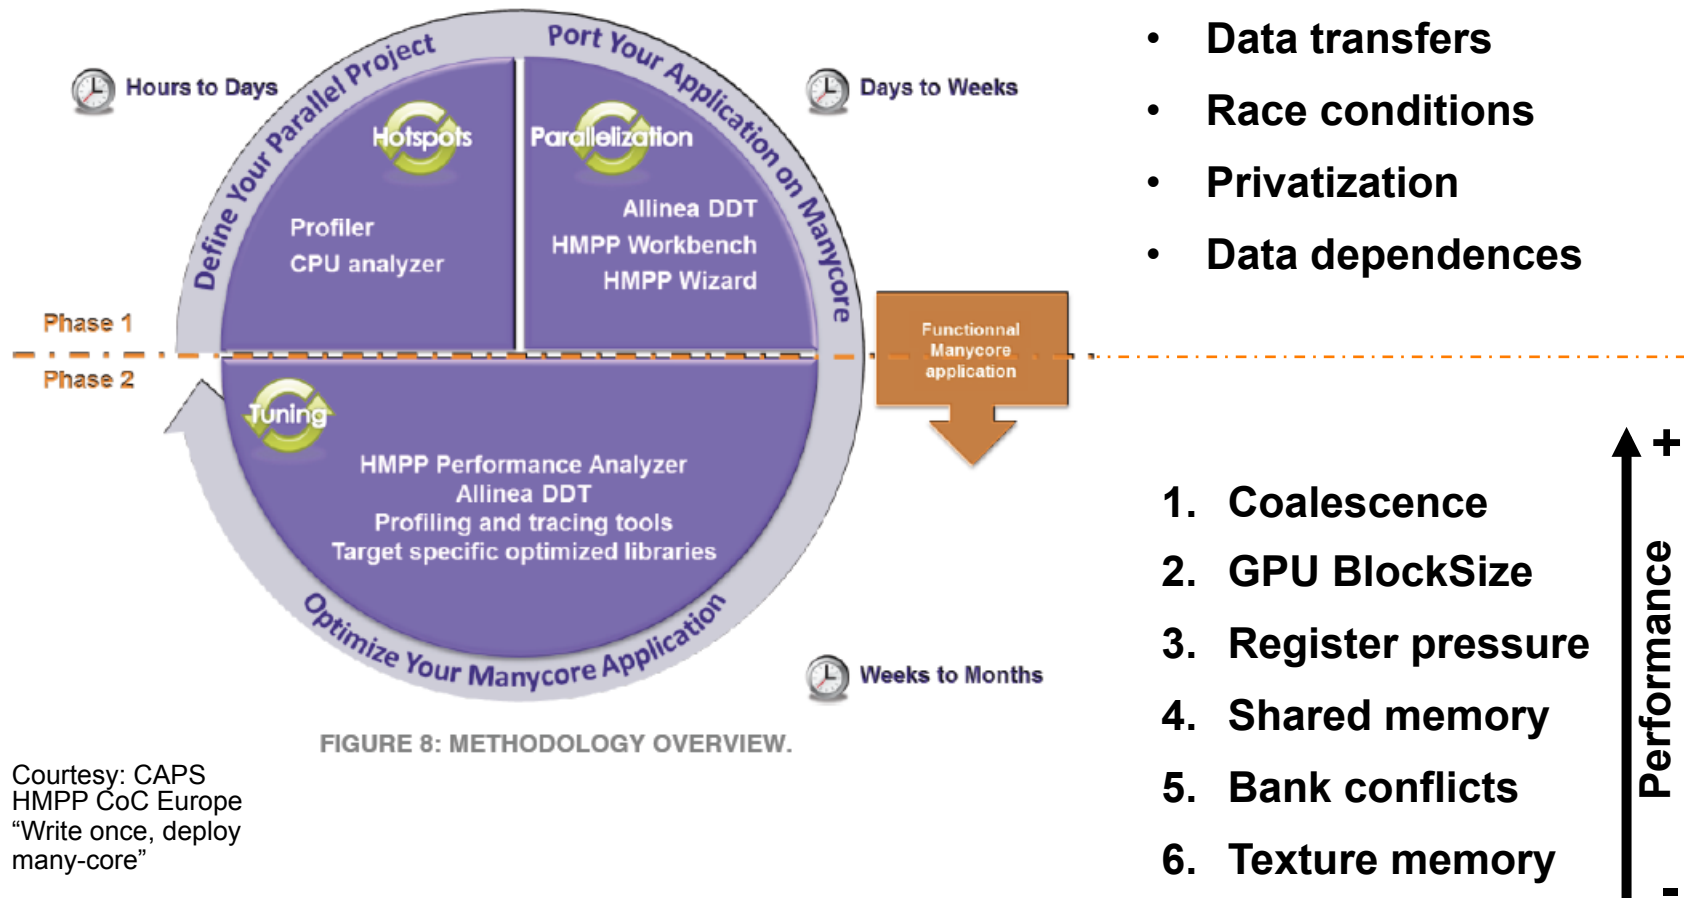 Define Your Parallel Project
Port Your Application on Manycore
Hours to Days
Days to Weeks
Hotspots
Parallelization
Profiler
CPU analyzer
Allinea DDT
HMPP Workbench
HMPP Wizard
Phase 1
Phase 2
Functionnal
Manycore
application
Tuning
HMPP Performance Analyzer
Allinea DDT
Profiling and tracing tools
Target specific optimized libraries
Optimize Your Manycore Application
Weeks to Months
FIGURE 8: METHODOLOGY OVERVIEW.
Courtesy: CAPS
HMPP CoC Europe
“Write once, deploy
many-core”
• Data transfers
• Race conditions
• Privatization
• Data dependences
1. Coalescence
2. GPU BlockSize
3. Register pressure
4. Shared memory
5. Bank conflicts
6. Texture memory
+
Performance
-